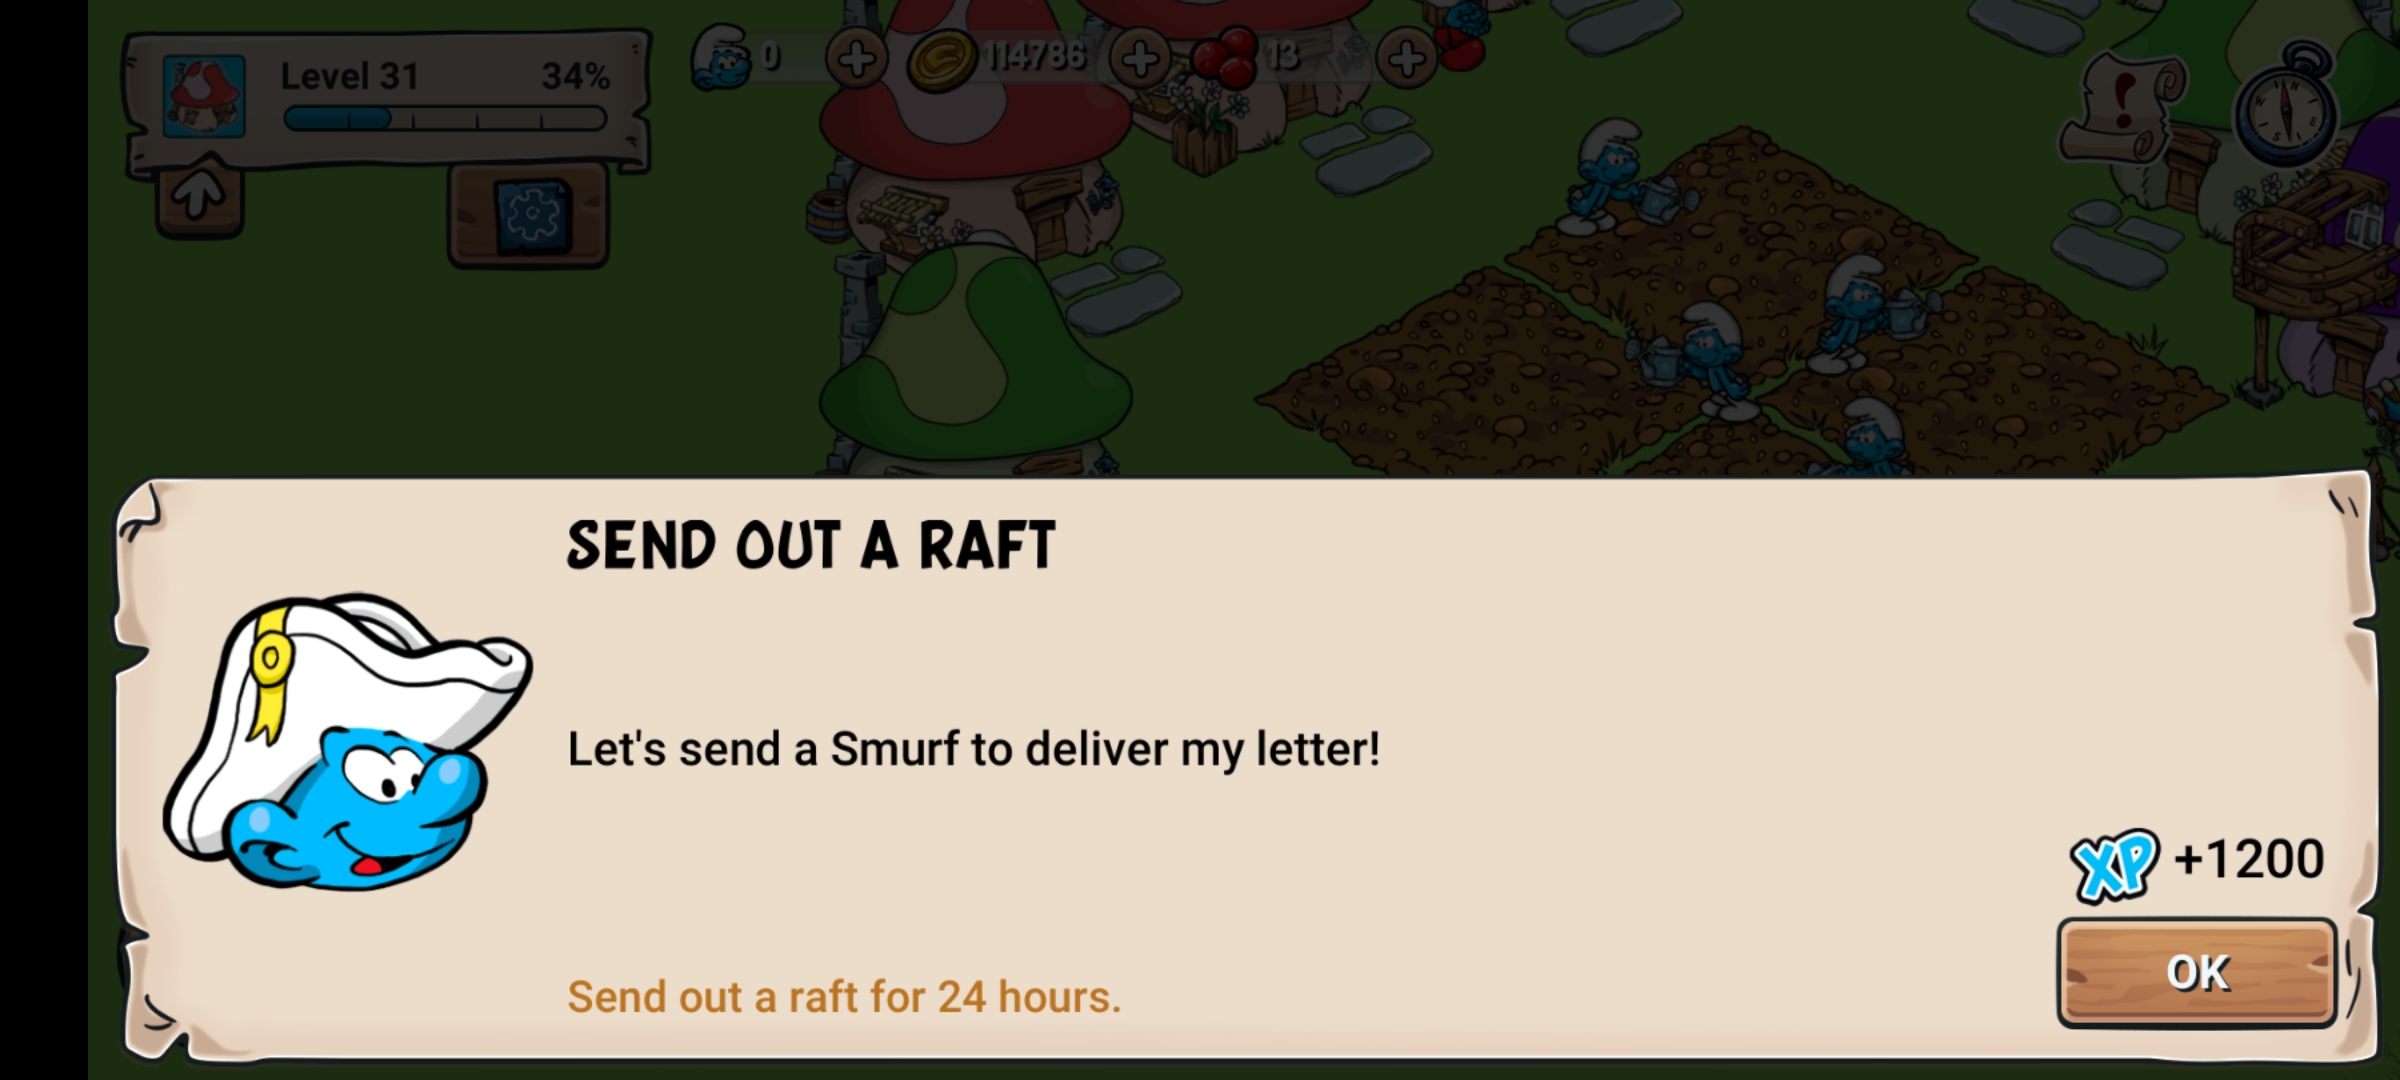 Level 31 34%
0 114786 13
SEND OUT A RAFT
Let's send a Smurf to deliver my letter!
XP +1200
Send out a raft for 24 hours.
OK